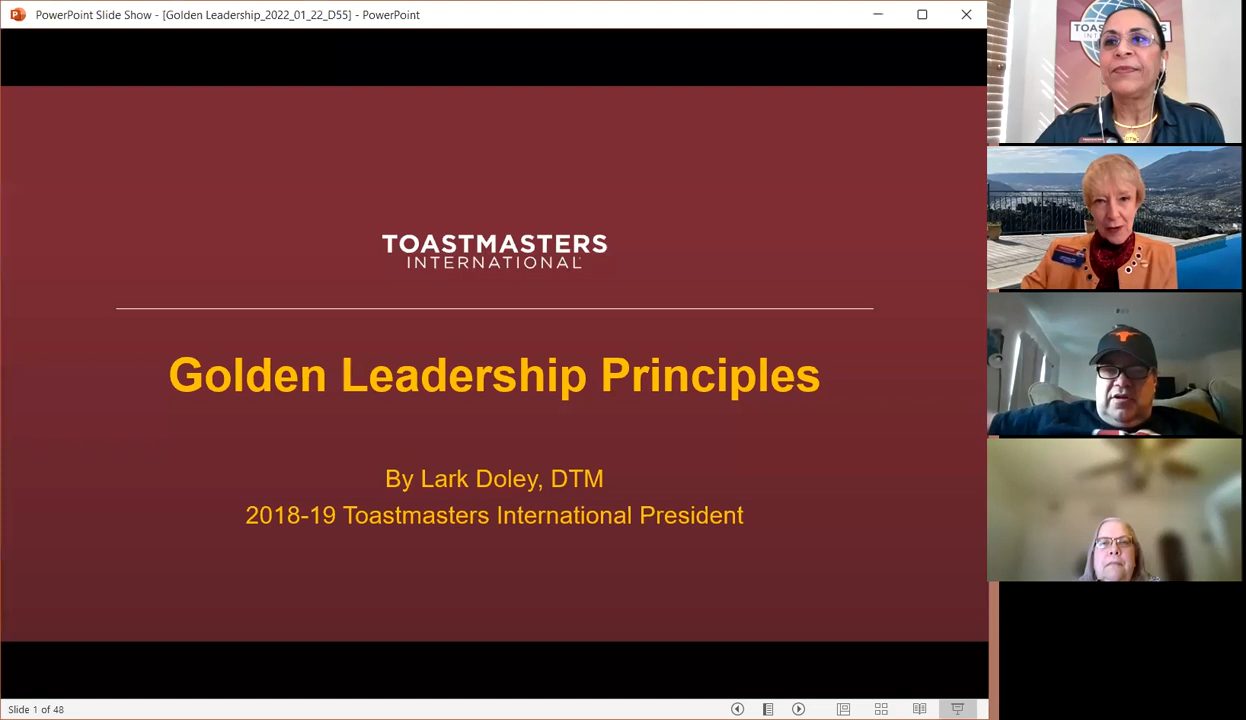 PowerPoint Slide Show - [Golden Leadership_2022_01_22_D55] - PowerPoint
TOASTMASTERS
INTERNATIONAL
Golden Leadership Principles
By Lark Doley, DTM
2018-19 Toastmasters International President
Slide 1 of 48